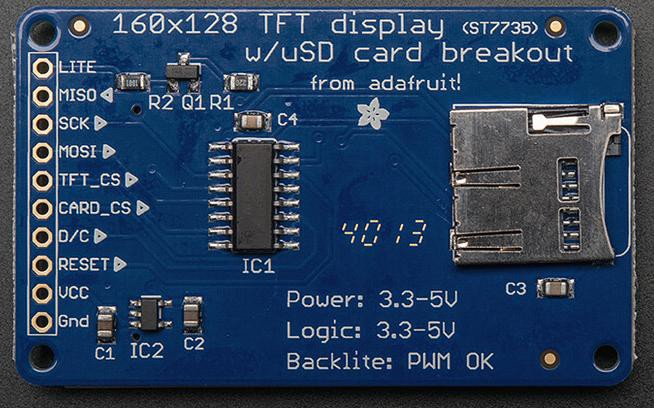 160x128 TFT display (ST7735)
w/uSD card breakout
from adafruit!
LITE
MISO
SCK
MOSI
TFT_CS
CARD_CS
D/C
RESET
VCC
Gnd
R2 Q1 R1
C4
IC1
4013
C3
C1 IC2 C2
Power: 3.3-5V
Logic: 3.3-5V
Backlite: PWM OK